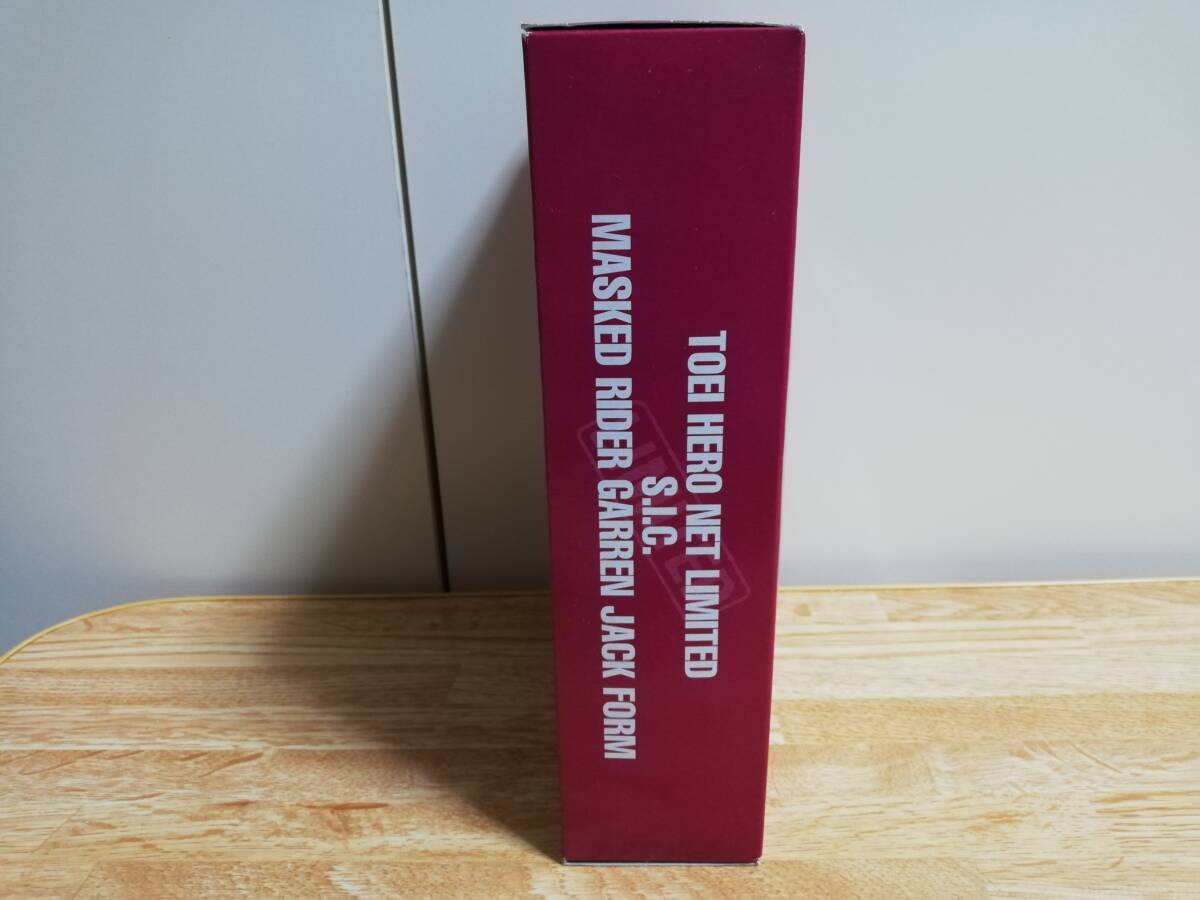 TOEI HERO NET LIMITED
S.I.C.
MASKED RIDER GARREN JACK FORM